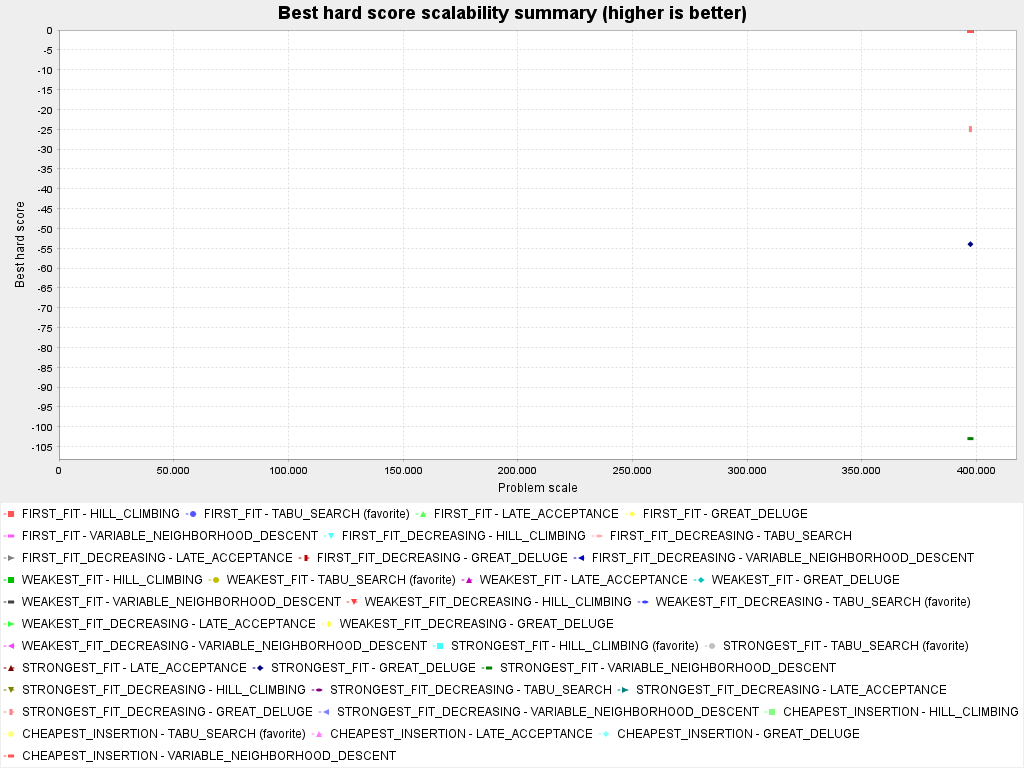 Best hard score scalability summary (higher is better)
Best hard score
0
-5
-10
-15
-20
-25
-30
-35
-40
-45
-50
-55
-60
-65
-70
-75
-80
-85
-90
-95
-100
-105
0 50.000 100.000 150.000 200.000 250.000 300.000 350.000 400.000
Problem scale
FIRST_FIT - HILL_CLIMBING FIRST_FIT - TABU_SEARCH (favorite) FIRST_FIT - LATE_ACCEPTANCE FIRST_FIT - GREAT_DELUGE
FIRST_FIT - VARIABLE_NEIGHBORHOOD_DESCENT FIRST_FIT_DECREASING - HILL_CLIMBING FIRST_FIT_DECREASING - TABU_SEARCH
FIRST_FIT_DECREASING - LATE_ACCEPTANCE FIRST_FIT_DECREASING - GREAT_DELUGE FIRST_FIT_DECREASING - VARIABLE_NEIGHBORHOOD_DESCENT
WEAKEST_FIT - HILL_CLIMBING WEAKEST_FIT - TABU_SEARCH (favorite) WEAKEST_FIT - LATE_ACCEPTANCE WEAKEST_FIT - GREAT_DELUGE
WEAKEST_FIT - VARIABLE_NEIGHBORHOOD_DESCENT WEAKEST_FIT_DECREASING - HILL_CLIMBING WEAKEST_FIT_DECREASING - TABU_SEARCH (favorite)
WEAKEST_FIT_DECREASING - LATE_ACCEPTANCE WEAKEST_FIT_DECREASING - GREAT_DELUGE
WEAKEST_FIT_DECREASING - VARIABLE_NEIGHBORHOOD_DESCENT STRONGEST_FIT - HILL_CLIMBING (favorite) STRONGEST_FIT - TABU_SEARCH (favorite)
STRONGEST_FIT - LATE_ACCEPTANCE STRONGEST_FIT - GREAT_DELUGE STRONGEST_FIT - VARIABLE_NEIGHBORHOOD_DESCENT
STRONGEST_FIT_DECREASING - HILL_CLIMBING STRONGEST_FIT_DECREASING - TABU_SEARCH STRONGEST_FIT_DECREASING - LATE_ACCEPTANCE
STRONGEST_FIT_DECREASING - GREAT_DELUGE STRONGEST_FIT_DECREASING - VARIABLE_NEIGHBORHOOD_DESCENT CHEAPEST_INSERTION - HILL_CLIMBING
CHEAPEST_INSERTION - TABU_SEARCH (favorite) CHEAPEST_INSERTION - LATE_ACCEPTANCE CHEAPEST_INSERTION - GREAT_DELUGE
CHEAPEST_INSERTION - VARIABLE_NEIGHBORHOOD_DESCENT